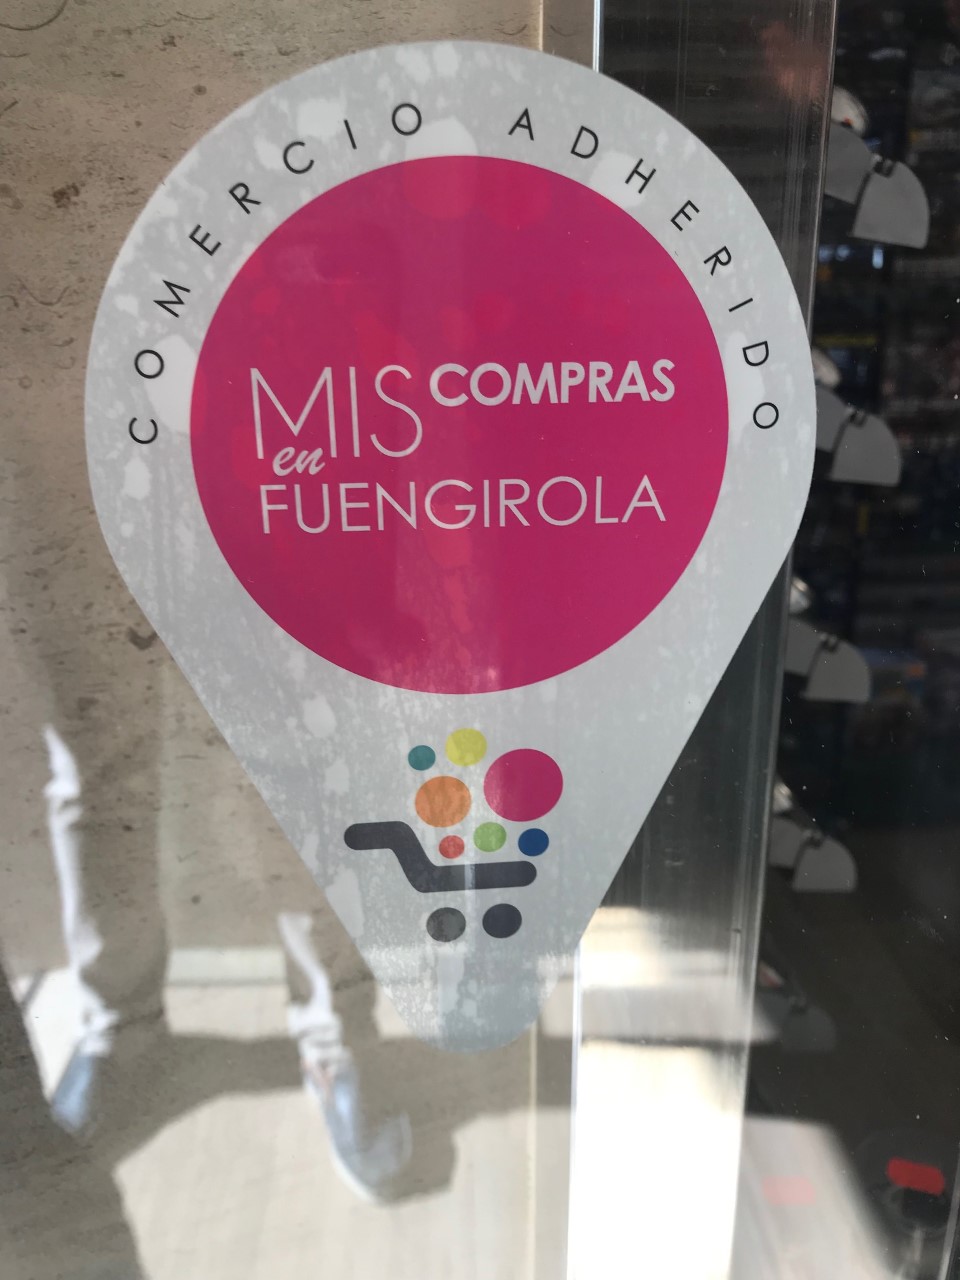 COMERCIO ADHERIDO
MIS COMPRAS
en
FUENGIROLA